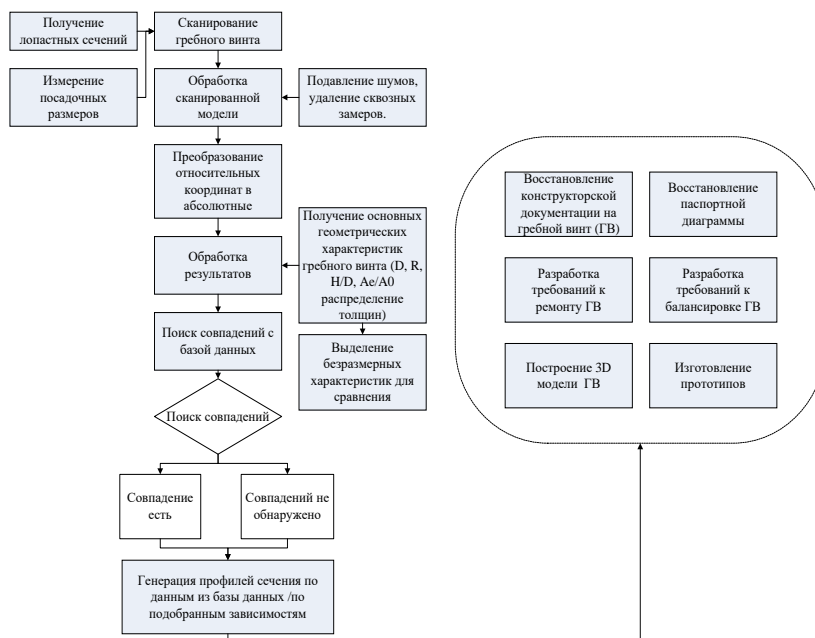 Получение
лопастных сечений
Сканирование
гребного винта
Измерение
посадочных
размеров
Обработка
сканированной
модели
Подавление шумов,
удаление сквозных
замеров.
Преобразование
относительных
координат в
абсолютные
Обработка
результатов
Получение основных
геометрических
характеристик
гребного винта (D, R,
H/D, Ae/A0
распределение
толщин)
Поиск совпадений с
базой данных
Выделение
безразмерных
характеристик для
сравнения
Поиск совпадений
Совпадение
есть
Совпадений не
обнаружено
Генерация профилей сечения по
данным из базы данных /по
подобранным зависимостям
Восстановление
конструкторской
документации на
гребной винт (ГВ)
Восстановление
паспортной
диаграммы
Разработка
требований к
ремонту ГВ
Разработка
требований к
балансировке ГВ
Построение 3D
модели ГВ
Изготовление
прототипов